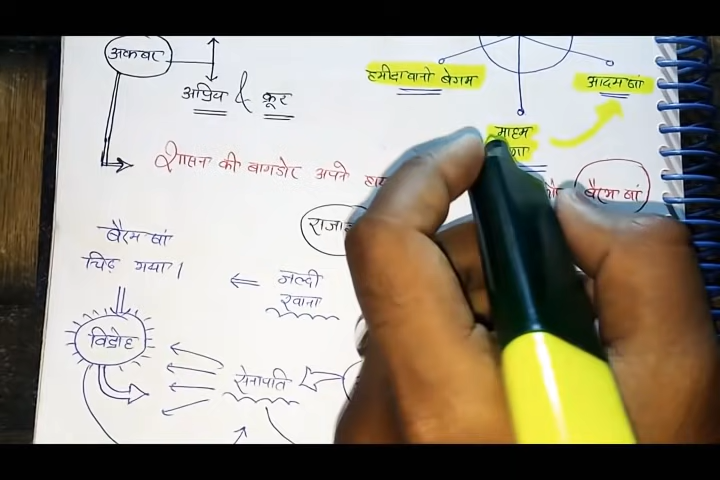 अकबर
अप्रिय & क्रूर
हमीदा बानो बेगम
आदम खां
माहम
शासन की बागडोर अपने
बैरम खां
बैरम खां
चिढ़ गया।
जल्दी
रवाना
विद्रोह
सेनापति